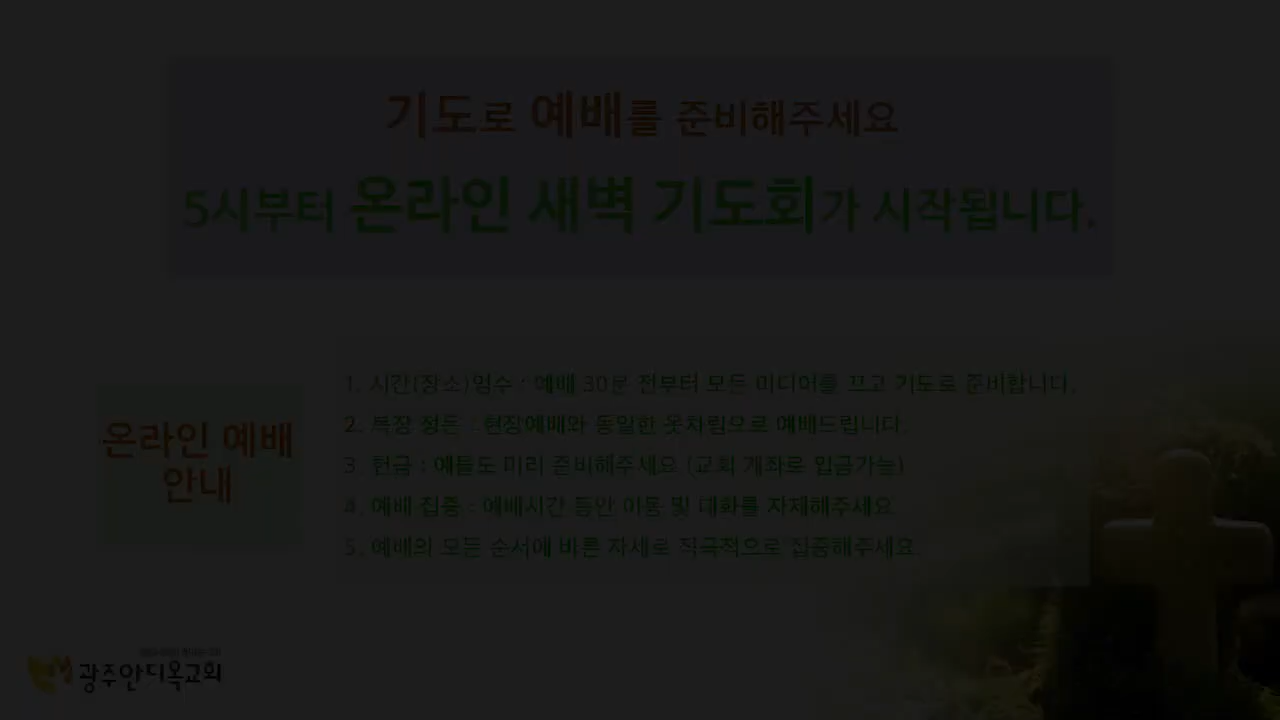 기도로 예배를 준비해주세요
5시부터 온라인 새벽 기도회가 시작됩니다.
온라인 예배
안내
1. 시간(장소)엄수 : 예배 30분 전부터 모든 미디어를 끄고 기도로 준비합니다.
2. 복장 정돈 : 현장예배와 동일한 옷차림으로 예배드립니다.
3. 헌금 : 예물도 미리 준비해주세요 (교회 계좌로 입금가능)
4. 예배 집중 : 예배시간 동안 이동 및 대화를 자제해주세요
5. 예배의 모든 순서에 바른 자세로 적극적으로 집중해주세요.
광주안디옥교회